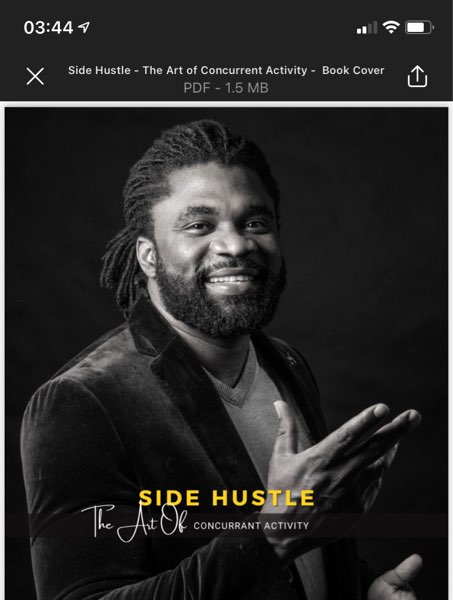 03:44
Side Hustle - The Art of Concurrent Activity - Book Cover
PDF - 1.5 MB
SIDE HUSTLE
The Art Of CONCURRANT ACTIVITY